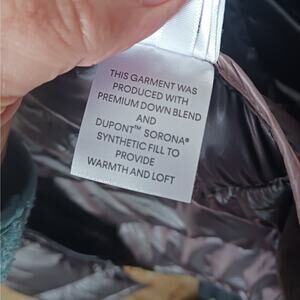 THIS GARMENT WAS
PRODUCED WITH
PREMIUM DOWN BLEND
AND
DUPONT™ SORONA®
SYNTHETIC FILL TO
PROVIDE
WARMTH AND LOFT